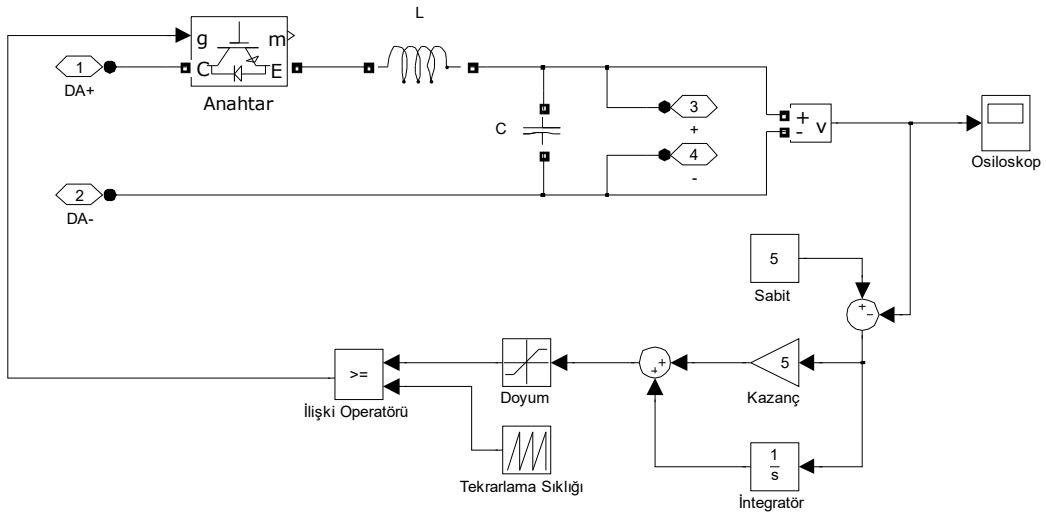 L
g
m
C
E
Anahtar
1
DA+
C
3
+
4
-
+
-
v
Osiloskop
2
DA-
5
Sabit
+
-
>=
İlişki Operatörü
Doyum
+
+
5
Kazanç
Tekrarlama Sıklığı
1
s
İntegratör